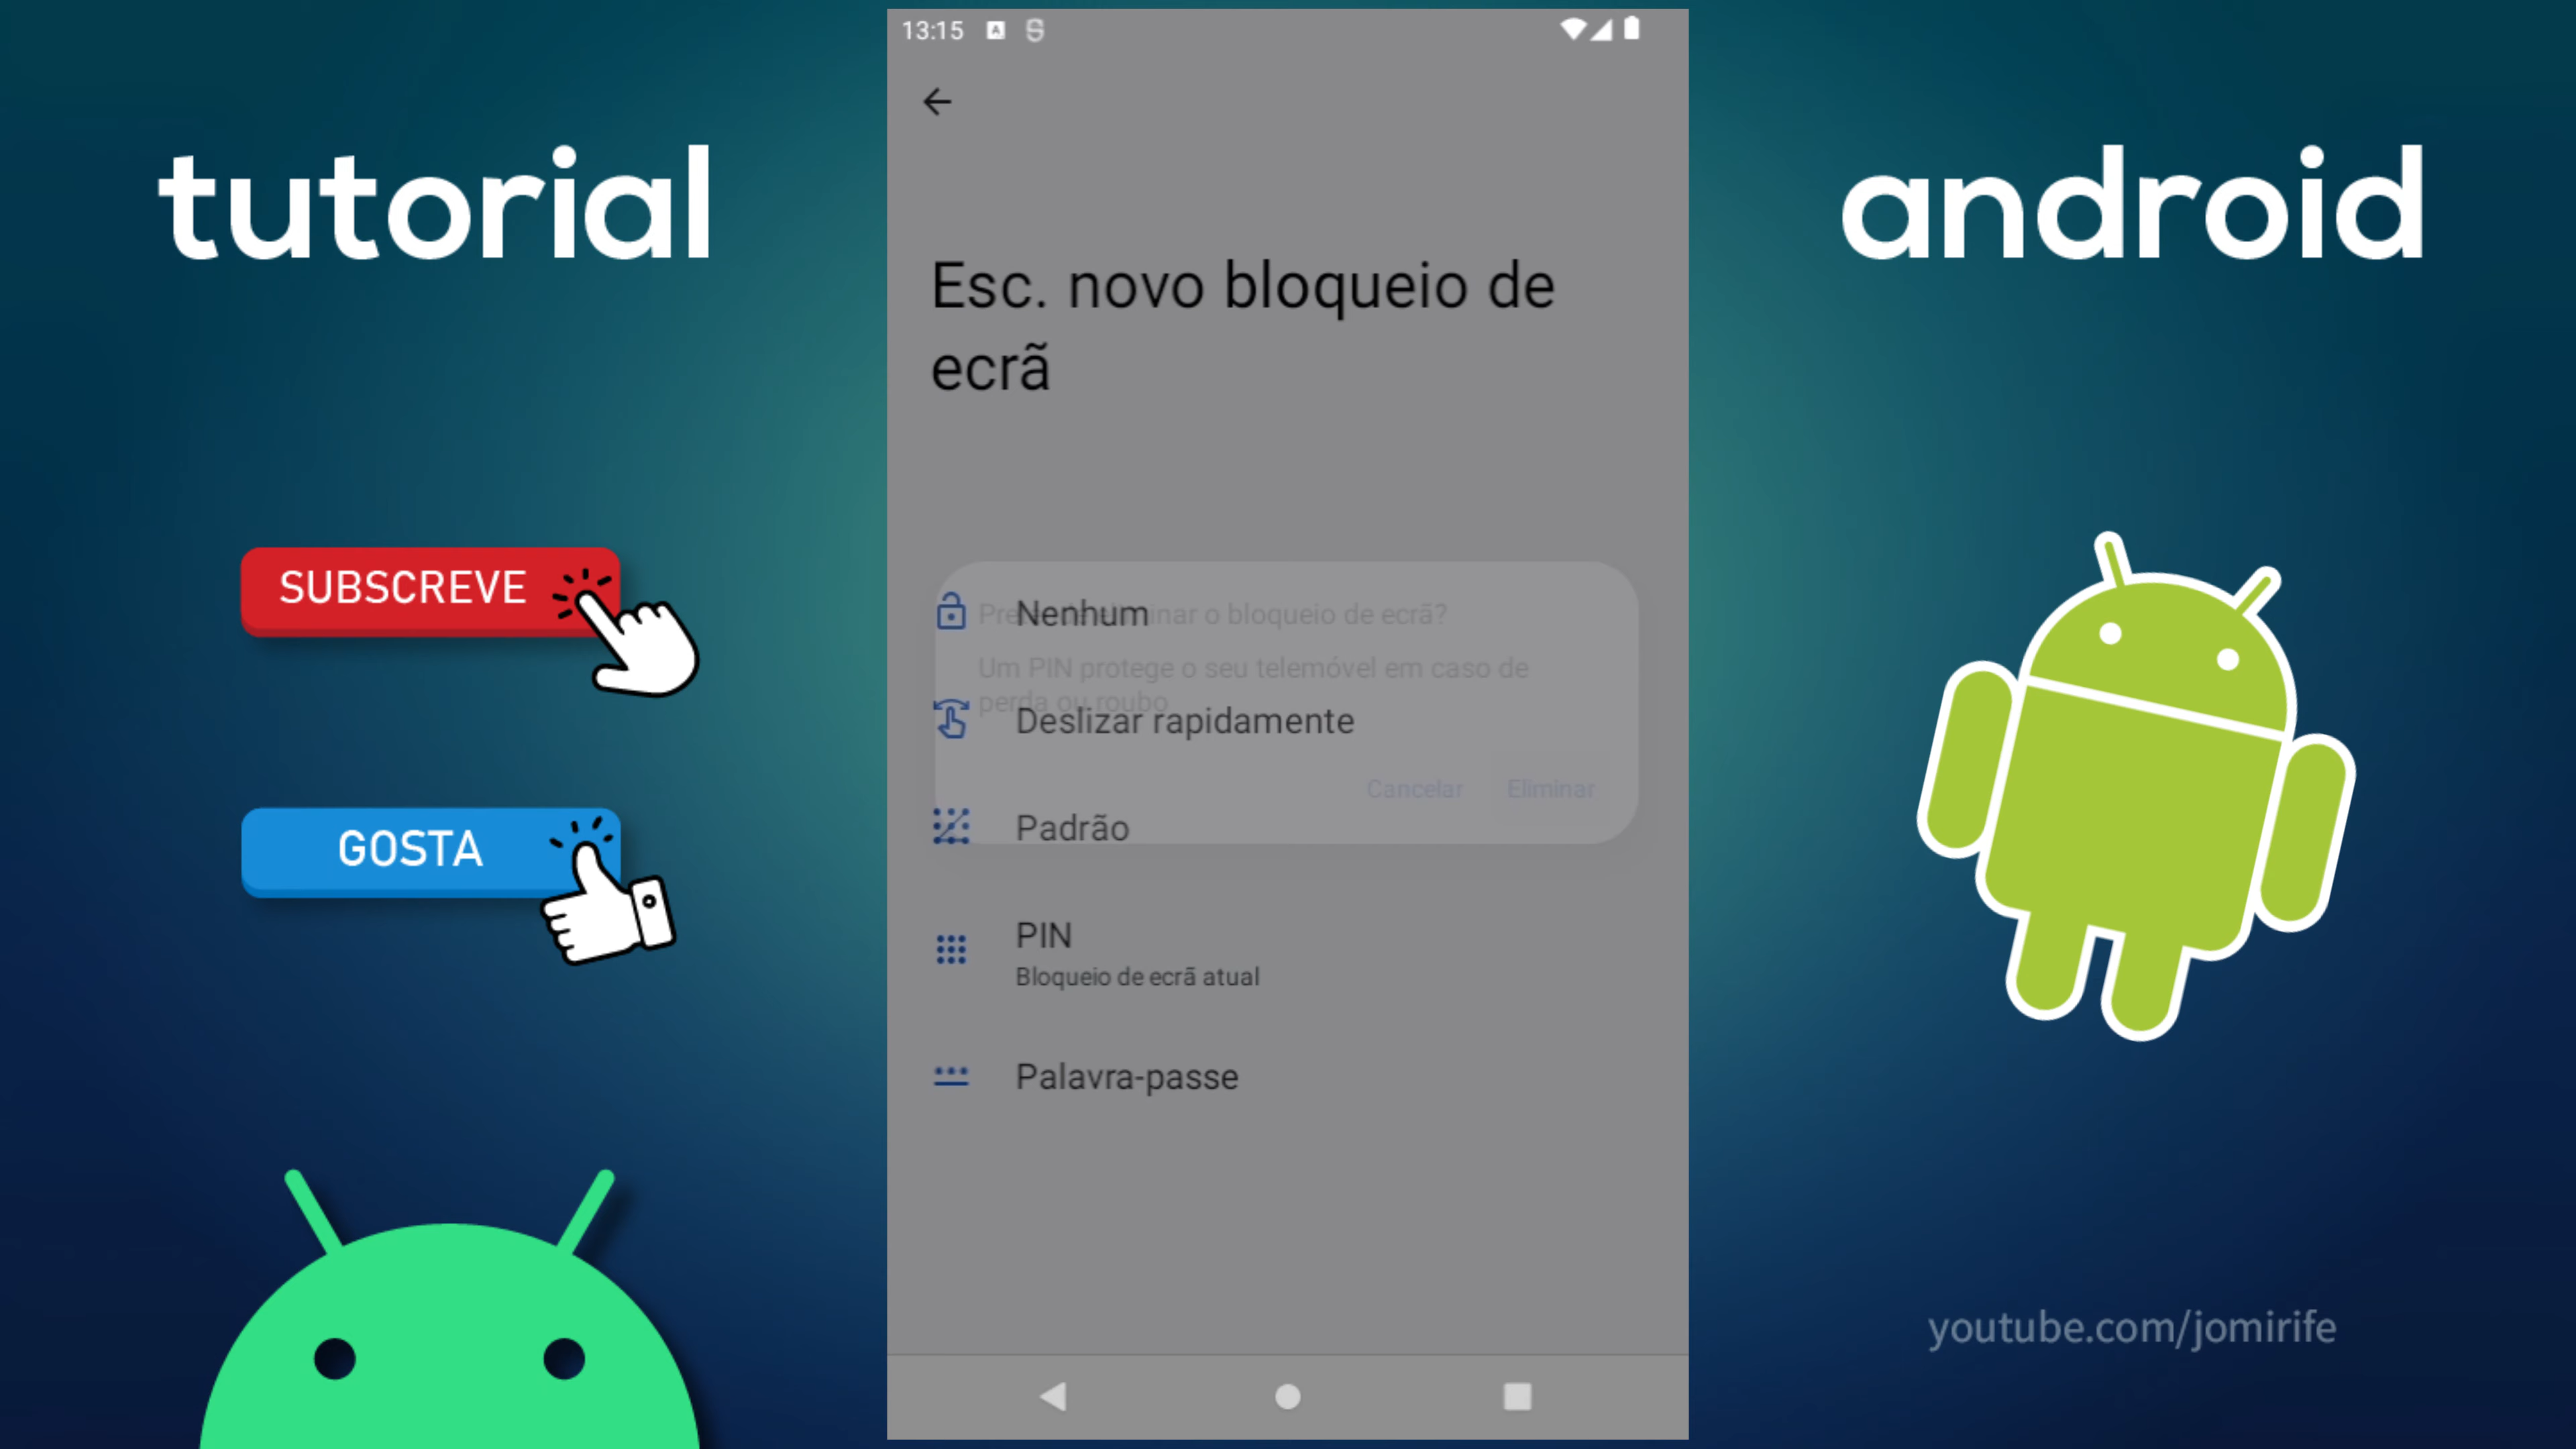 tutorial
android
SUBSCREVE
GOSTA
13:15
Esc. novo bloqueio de
ecrã
Nenhum
Pretende eliminar o bloqueio de ecrã?
Um PIN protege o seu telemóvel em caso de
perda ou roubo
Deslizar rapidamente
Cancelar Eliminar
Padrão
PIN
Bloqueio de ecrã atual
Palavra-passe
youtube.com/jomirife